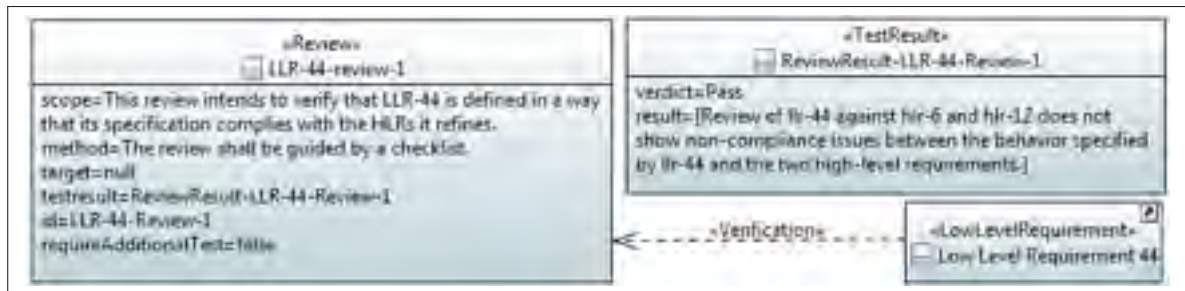 «Review»
LLR-44-review-1
scope=This review intends to verify that LLR-44 is defined in a way
that its specification complies with the HLRs it refines.
method=The review shall be guided by a checklist.
target=null
testresult=ReviewResult-LLR-44-Review-1
id=LLR-44-Review-1
requireAdditionalTest=false
«TestResult»
ReviewResult-LLR-44-Review-1
verdict=Pass
result=[Review of llr-44 against hlr-6 and hlr-12 does not
show non-compliance issues between the behavior specified
by llr-44 and the two high-level requirements.]
«Verification»
«LowLevelRequirement»
Low Level Requirement 44